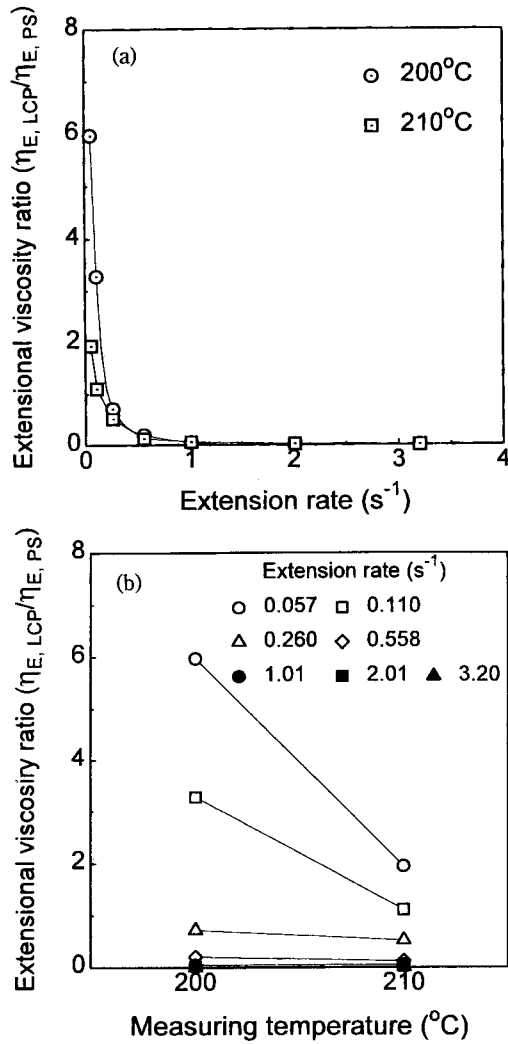 8
(a)
200°C
210°C
6
4
2
0
0 1 2 3 4
Extensional viscosity ratio (ηE, LCP/ηE, PS)
Extension rate (s⁻¹)
8
(b)
Extension rate (s⁻¹)
0.057 0.110
0.260 0.558
1.01 2.01 3.20
6
4
2
0
200 210
Extensional viscosiry ratio (ηE, LCP/ηE, PS)
Measuring temperature (°C)